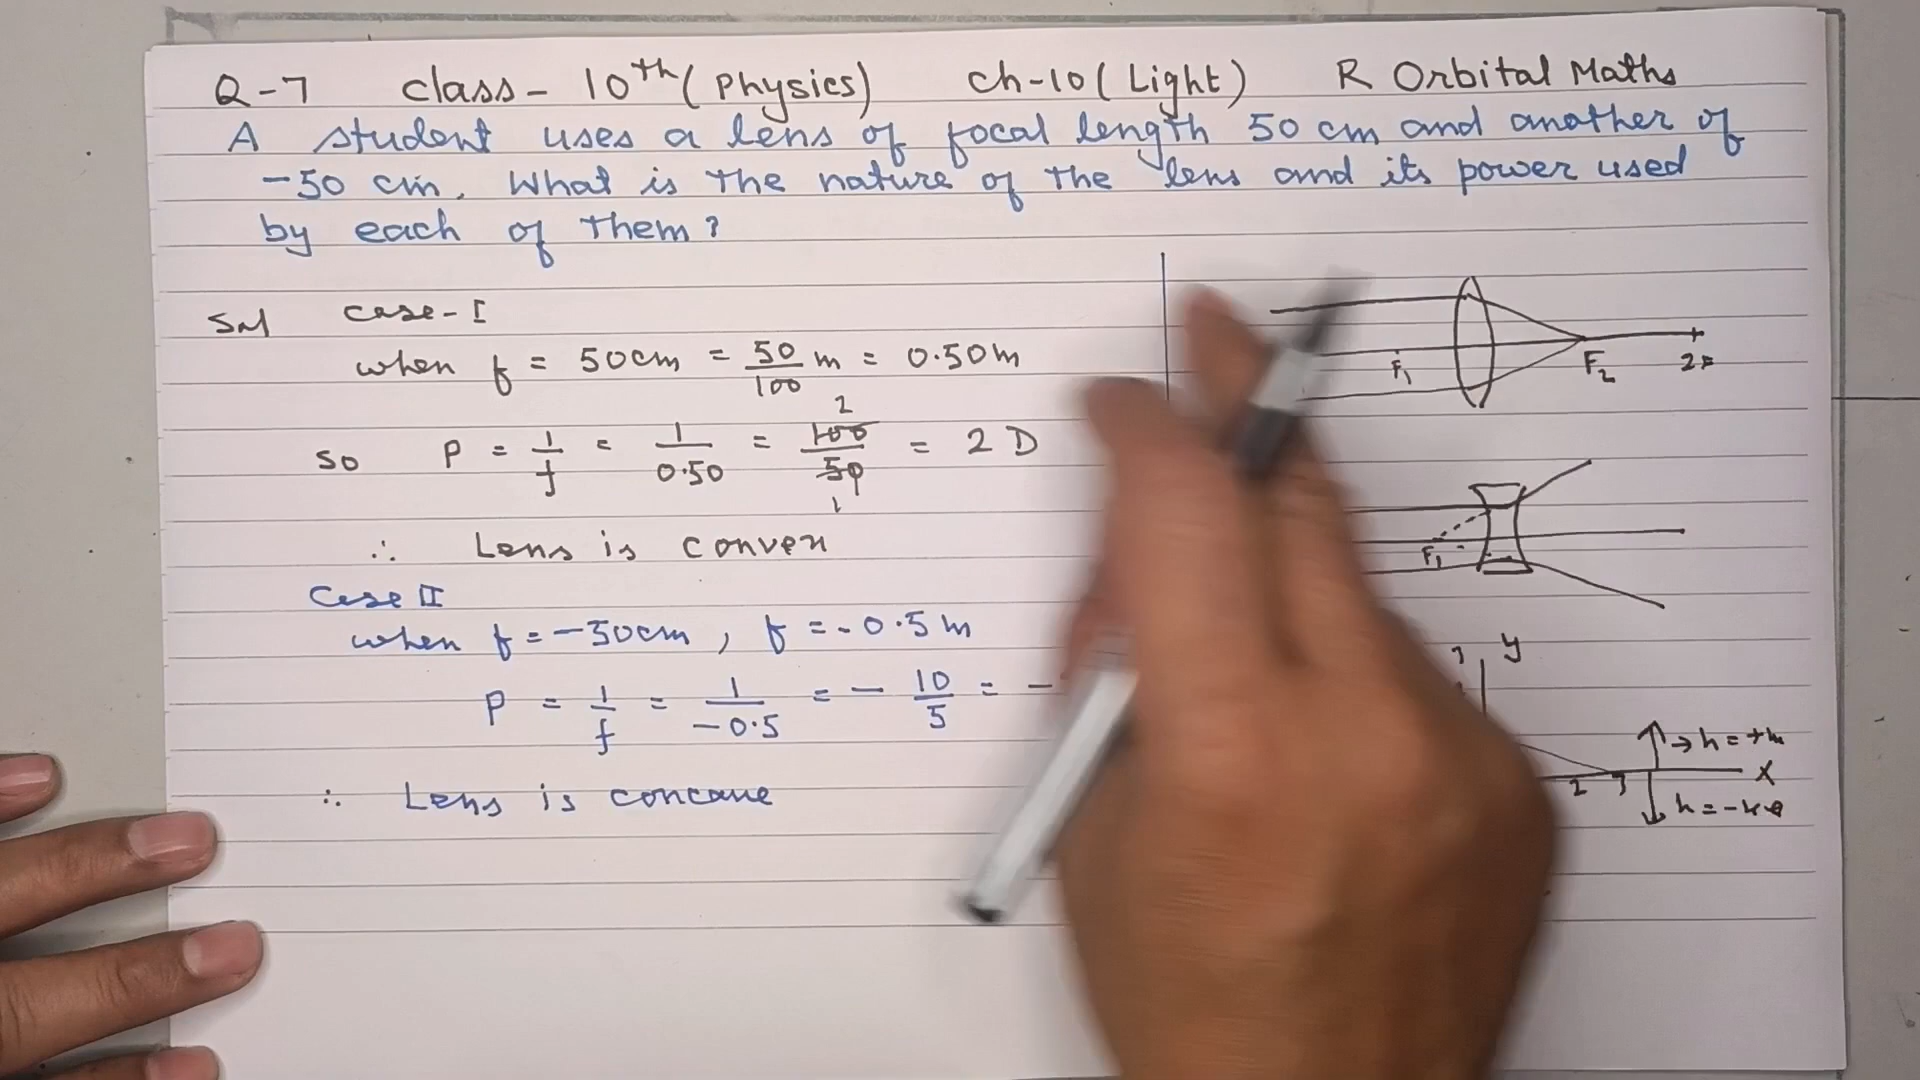 Q-7 class- 10th (Physics) ch-10 (Light) R Orbital Maths
A student uses a lens of focal length 50 cm and another of
-50 cm. What is the nature of the lens and its power used
by each of them?
Sol case-I
when f = 50cm = 50/100 m = 0.50m
so P = 1/f = 1/0.50 = 100/50 = 2 D
2
1
∴ Lens is convex
Case II
when f = -50cm, f = -0.5 m
P = 1/f = 1/-0.5 = - 10/5 = -
∴ Lens is concave
F1 F2
F1
y
→ h = +
x
2 3
h = -